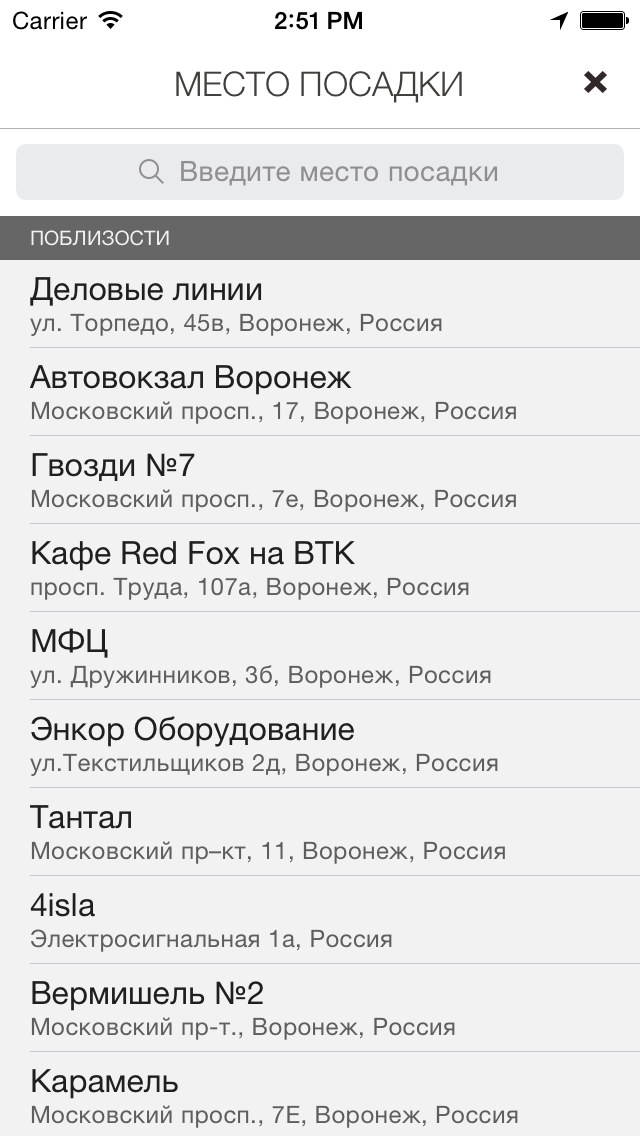 Carrier 2:51 PM
МЕСТО ПОСАДКИ
Введите место посадки
ПОБЛИЗОСТИ
Деловые линии
ул. Торпедо, 45в, Воронеж, Россия
Автовокзал Воронеж
Московский просп., 17, Воронеж, Россия
Гвозди №7
Московский просп., 7е, Воронеж, Россия
Кафе Red Fox на ВТК
просп. Труда, 107а, Воронеж, Россия
МФЦ
ул. Дружинников, 3б, Воронеж, Россия
Энкор Оборудование
ул.Текстильщиков 2д, Воронеж, Россия
Тантал
Московский пр–кт, 11, Воронеж, Россия
4isla
Электросигнальная 1а, Россия
Вермишель №2
Московский пр-т., Воронеж, Россия
Карамель
Московский просп., 7Е, Воронеж, Россия